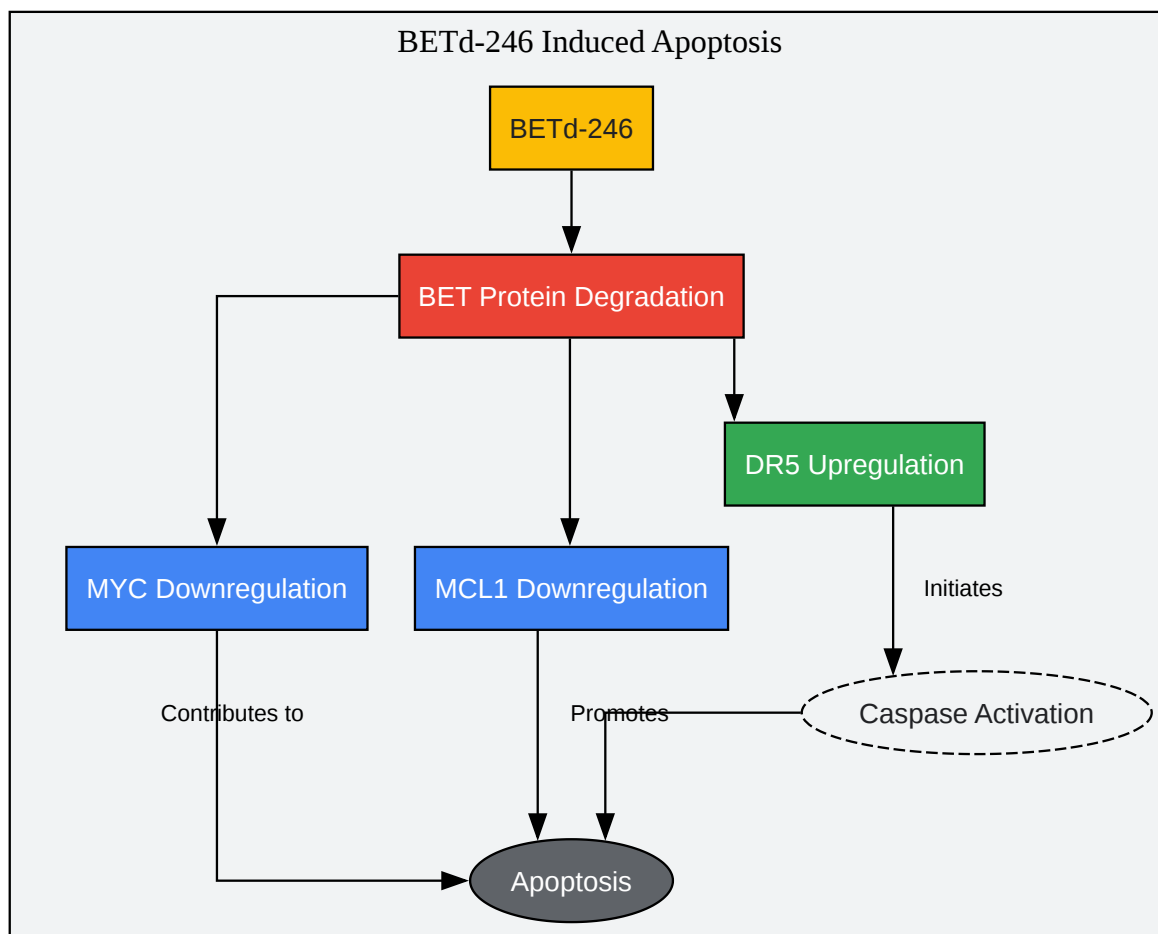 BETd-246 Induced Apoptosis
BETd-246
BET Protein Degradation
DR5 Upregulation
MYC Downregulation
MCL1 Downregulation
Initiates
Contributes to
Promotes
Caspase Activation
Apoptosis